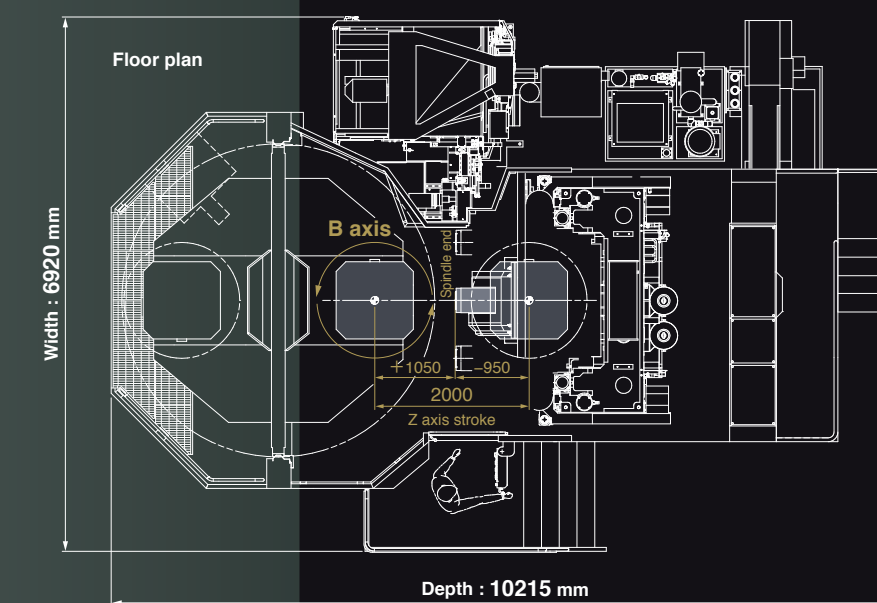 Floor plan
Width : 6920 mm
B axis
Spindle end
+1050
−950
2000
Z axis stroke
Depth : 10215 mm